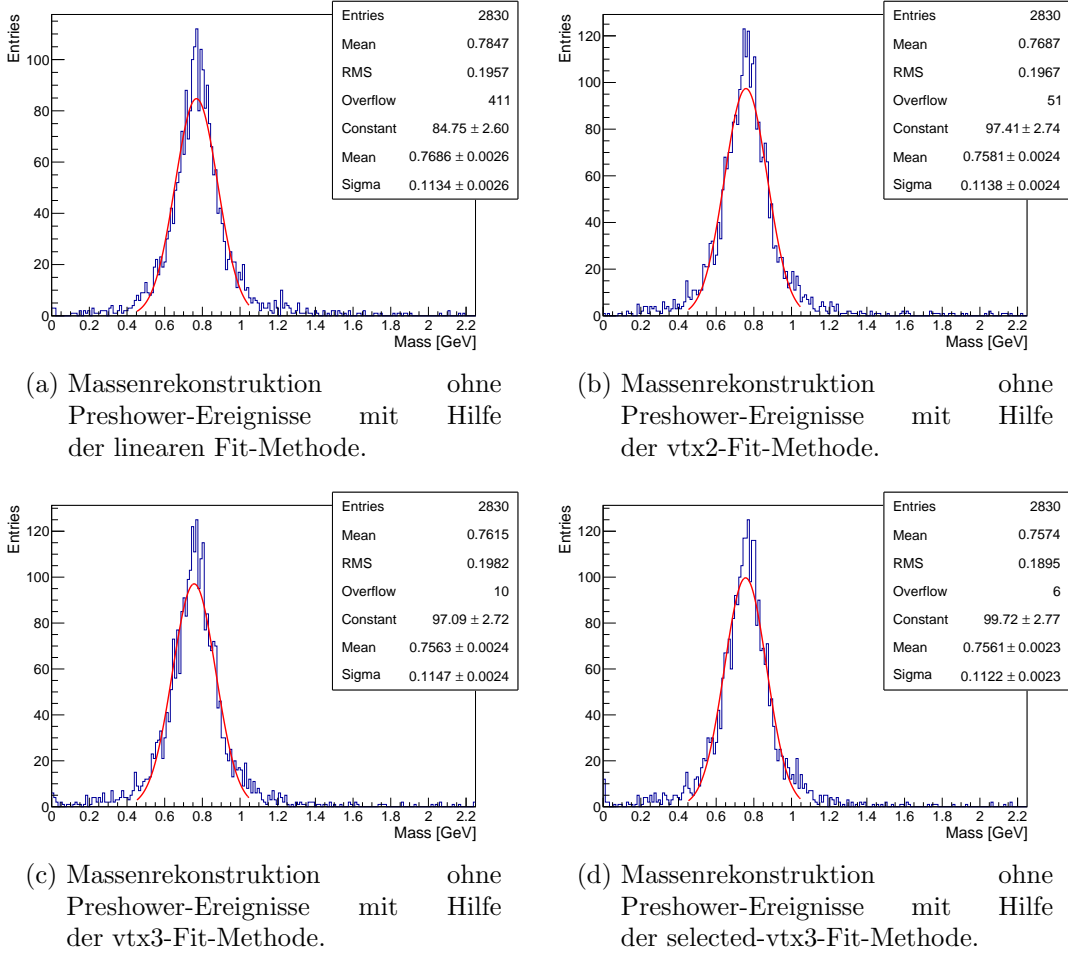 Entries
Entries 2830
Mean 0.7847
RMS 0.1957
Overflow 411
Constant 84.75 ± 2.60
Mean 0.7686 ± 0.0026
Sigma 0.1134 ± 0.0026
100
80
60
40
20
0
0 0.2 0.4 0.6 0.8 1 1.2 1.4 1.6 1.8 2 2.2
Mass [GeV]
(a) Massenrekonstruktion ohne
Preshower-Ereignisse mit Hilfe
der linearen Fit-Methode.
Entries
Entries 2830
Mean 0.7687
RMS 0.1967
Overflow 51
Constant 97.41 ± 2.74
Mean 0.7581 ± 0.0024
Sigma 0.1138 ± 0.0024
120
100
80
60
40
20
0
0 0.2 0.4 0.6 0.8 1 1.2 1.4 1.6 1.8 2 2.2
Mass [GeV]
(b) Massenrekonstruktion ohne
Preshower-Ereignisse mit Hilfe
der vtx2-Fit-Methode.
Entries
Entries 2830
Mean 0.7615
RMS 0.1982
Overflow 10
Constant 97.09 ± 2.72
Mean 0.7563 ± 0.0024
Sigma 0.1147 ± 0.0024
120
100
80
60
40
20
0
0 0.2 0.4 0.6 0.8 1 1.2 1.4 1.6 1.8 2 2.2
Mass [GeV]
(c) Massenrekonstruktion ohne
Preshower-Ereignisse mit Hilfe
der vtx3-Fit-Methode.
Entries
Entries 2830
Mean 0.7574
RMS 0.1895
Overflow 6
Constant 99.72 ± 2.77
Mean 0.7561 ± 0.0023
Sigma 0.1122 ± 0.0023
120
100
80
60
40
20
0
0 0.2 0.4 0.6 0.8 1 1.2 1.4 1.6 1.8 2 2.2
Mass [GeV]
(d) Massenrekonstruktion ohne
Preshower-Ereignisse mit Hilfe
der selected-vtx3-Fit-Methode.